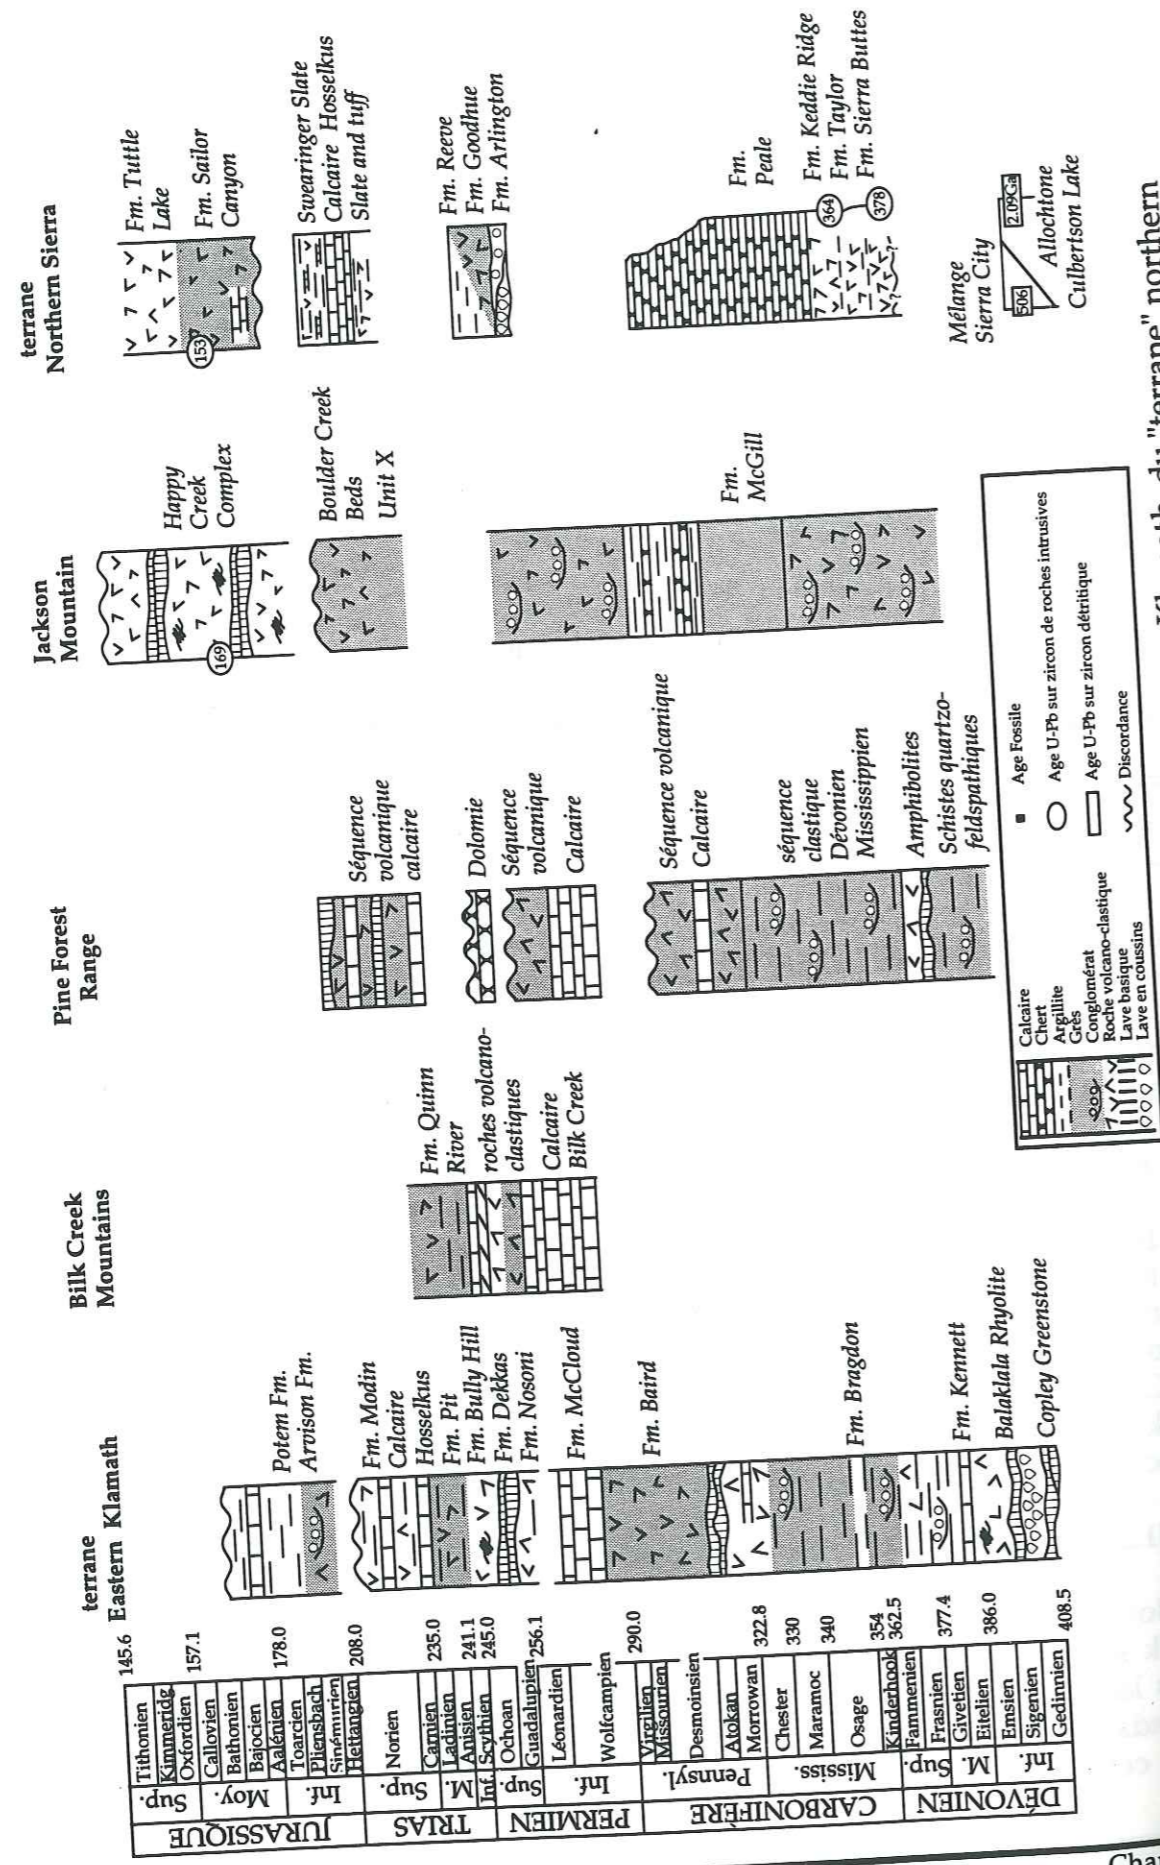 terrane
Eastern Klamath
Bilk Creek
Mountains
Pine Forest
Range
Jackson
Mountain
terrane
Northern Sierra
JURASSIQUE
TRIAS
PERMIEN
CARBONIFÈRE
DÉVONIEN
Sup.
Moy.
Inf.
Sup.
M.
Inf.
Sup.
Inf.
Pennsyl.
Mississ.
Sup.
M.
Inf.
Tithonien
Kimmeridg
Oxfordien
Callovien
Bathonien
Bajocien
Aalénien
Toarcien
Pliensbach
Sinémurien
Hettangien
Norien
Carnien
Ladinien
Anisien
Scythien
Ochoan
Guadalupien
Léonardien
Wolfcampien
Virgilien
Missourien
Desmoinsien
Atokan
Morrowan
Chester
Maramoc
Osage
Kinderhook
Fammenien
Frasnien
Givetien
Eitelien
Emsien
Sigenien
Gedinnien
145.6
157.1
178.0
208.0
235.0
241.1
245.0
256.1
290.0
322.8
330
340
354
362.5
377.4
386.0
408.5
Potem Fm.
Arvison Fm.
Fm. Modin
Calcaire
Hosselkus
Fm. Pit
Fm. Bully Hill
Fm. Dekkas
Fm. Nosoni
Fm. McCloud
Fm. Baird
Fm. Bragdon
Fm. Kennett
Balaklala Rhyolite
Copley Greenstone
Fm. Quinn
River
roches volcano-
clastiques
Calcaire
Bilk Creek
Séquence
volcanique
calcaire
Dolomie
Séquence
volcanique
Calcaire
Séquence volcanique
Calcaire
séquence
clastique
Dévonien
Mississippien
Amphibolites
Schistes quartzo-
feldspathiques
169
Happy
Creek
Complex
Boulder Creek
Beds
Unit X
Fm.
McGill
153
Fm. Tuttle
Lake
Fm. Sailor
Canyon
Swearinger Slate
Calcaire Hosselkus
Slate and tuff
Fm. Reeve
Fm. Goodhue
Fm. Arlington
Fm.
Peale
Fm. Keddie Ridge
Fm. Taylor
Fm. Sierra Buttes
364
378
?
?
Mélange
Sierra City
506
2.09Ga
Allochtone
Culbertson Lake
Calcaire
Chert
Argillite
Grès
Conglomérat
Roche volcano-clastique
Lave basique
Lave en coussins
Age Fossile
Age U-Pb sur zircon de roches intrusives
Age U-Pb sur zircon détritique
Discordance
du "terrane" northern